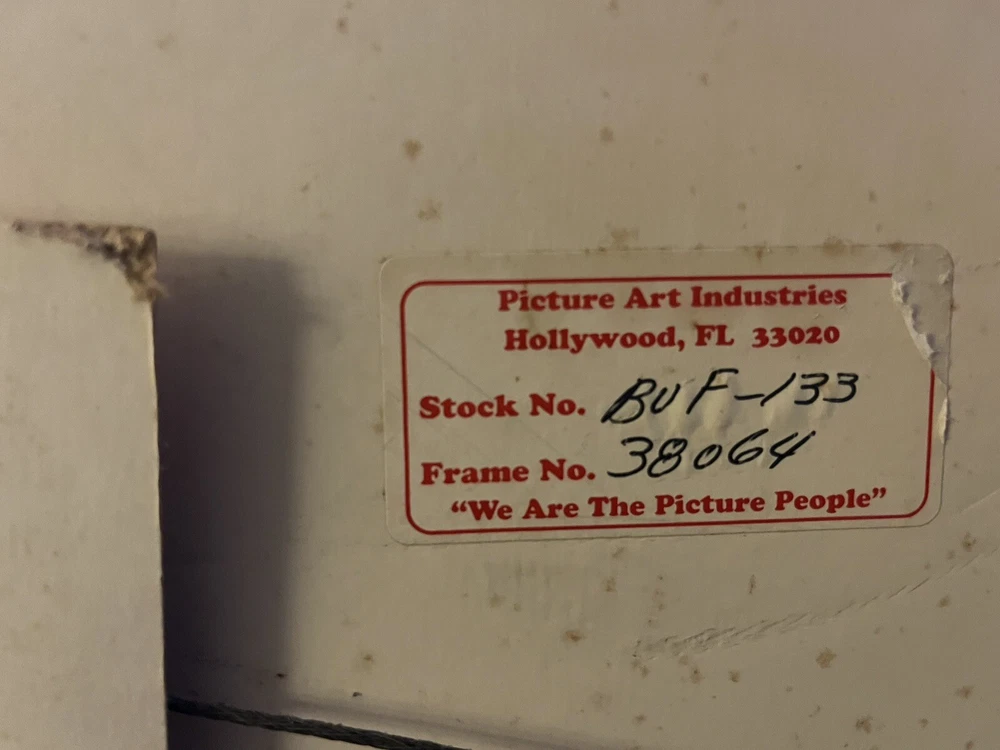 Picture Art Industries
Hollywood, FL 33020
Stock No. BUF-133
Frame No. 38064
“We Are The Picture People”